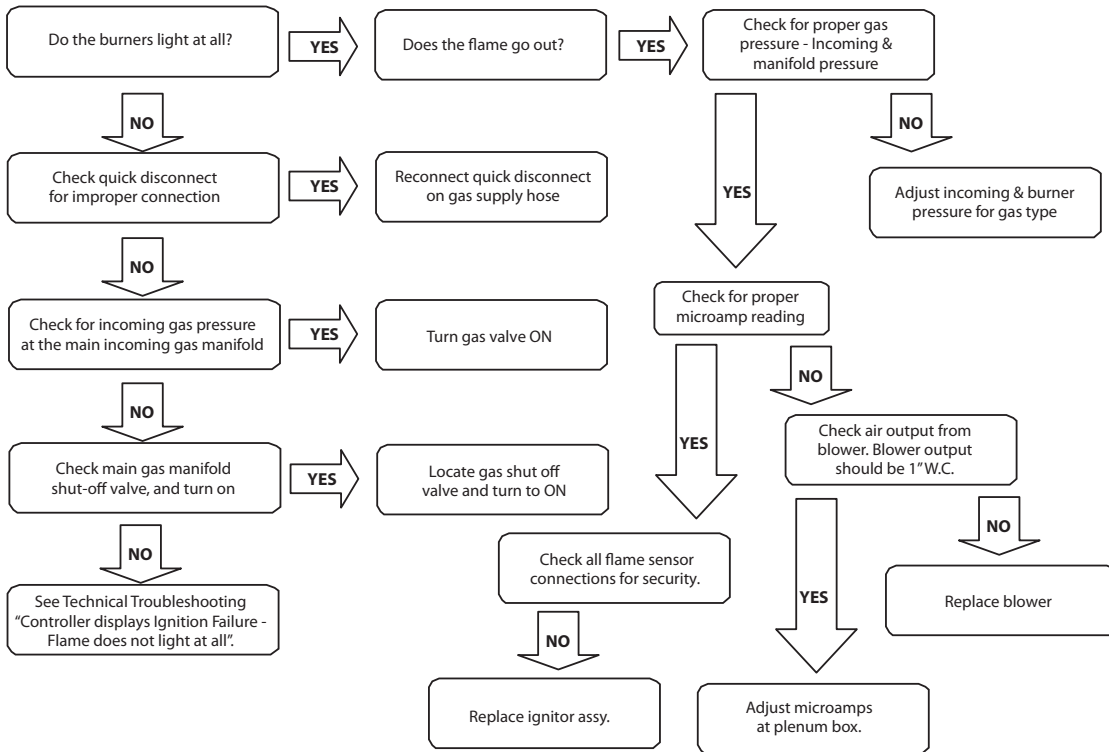 Do the burners light at all?
YES
Does the flame go out?
YES
Check for proper gas
pressure - Incoming &
manifold pressure
NO
NO
Check quick disconnect
for improper connection
YES
Reconnect quick disconnect
on gas supply hose
YES
Adjust incoming & burner
pressure for gas type
NO
Check for incoming gas pressure
at the main incoming gas manifold
YES
Turn gas valve ON
Check for proper
microamp reading
NO
NO
Check main gas manifold
shut-off valve, and turn on
YES
Locate gas shut off
valve and turn to ON
YES
Check air output from
blower. Blower output
should be 1" W.C.
NO
NO
See Technical Troubleshooting
“Controller displays Ignition Failure -
Flame does not light at all”.
Check all flame sensor
connections for security.
YES
Replace blower
NO
Replace ignitor assy.
Adjust microamps
at plenum box.